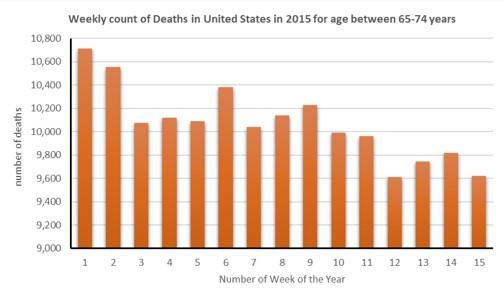 Weekly count of Deaths in United States in 2015 for age between 65-74 years
10,800
10,600
10,400
10,200
10,000
9,800
9,600
9,400
9,200
9,000
number of deaths
1 2 3 4 5 6 7 8 9 10 11 12 13 14 15
Number of Week of the Year